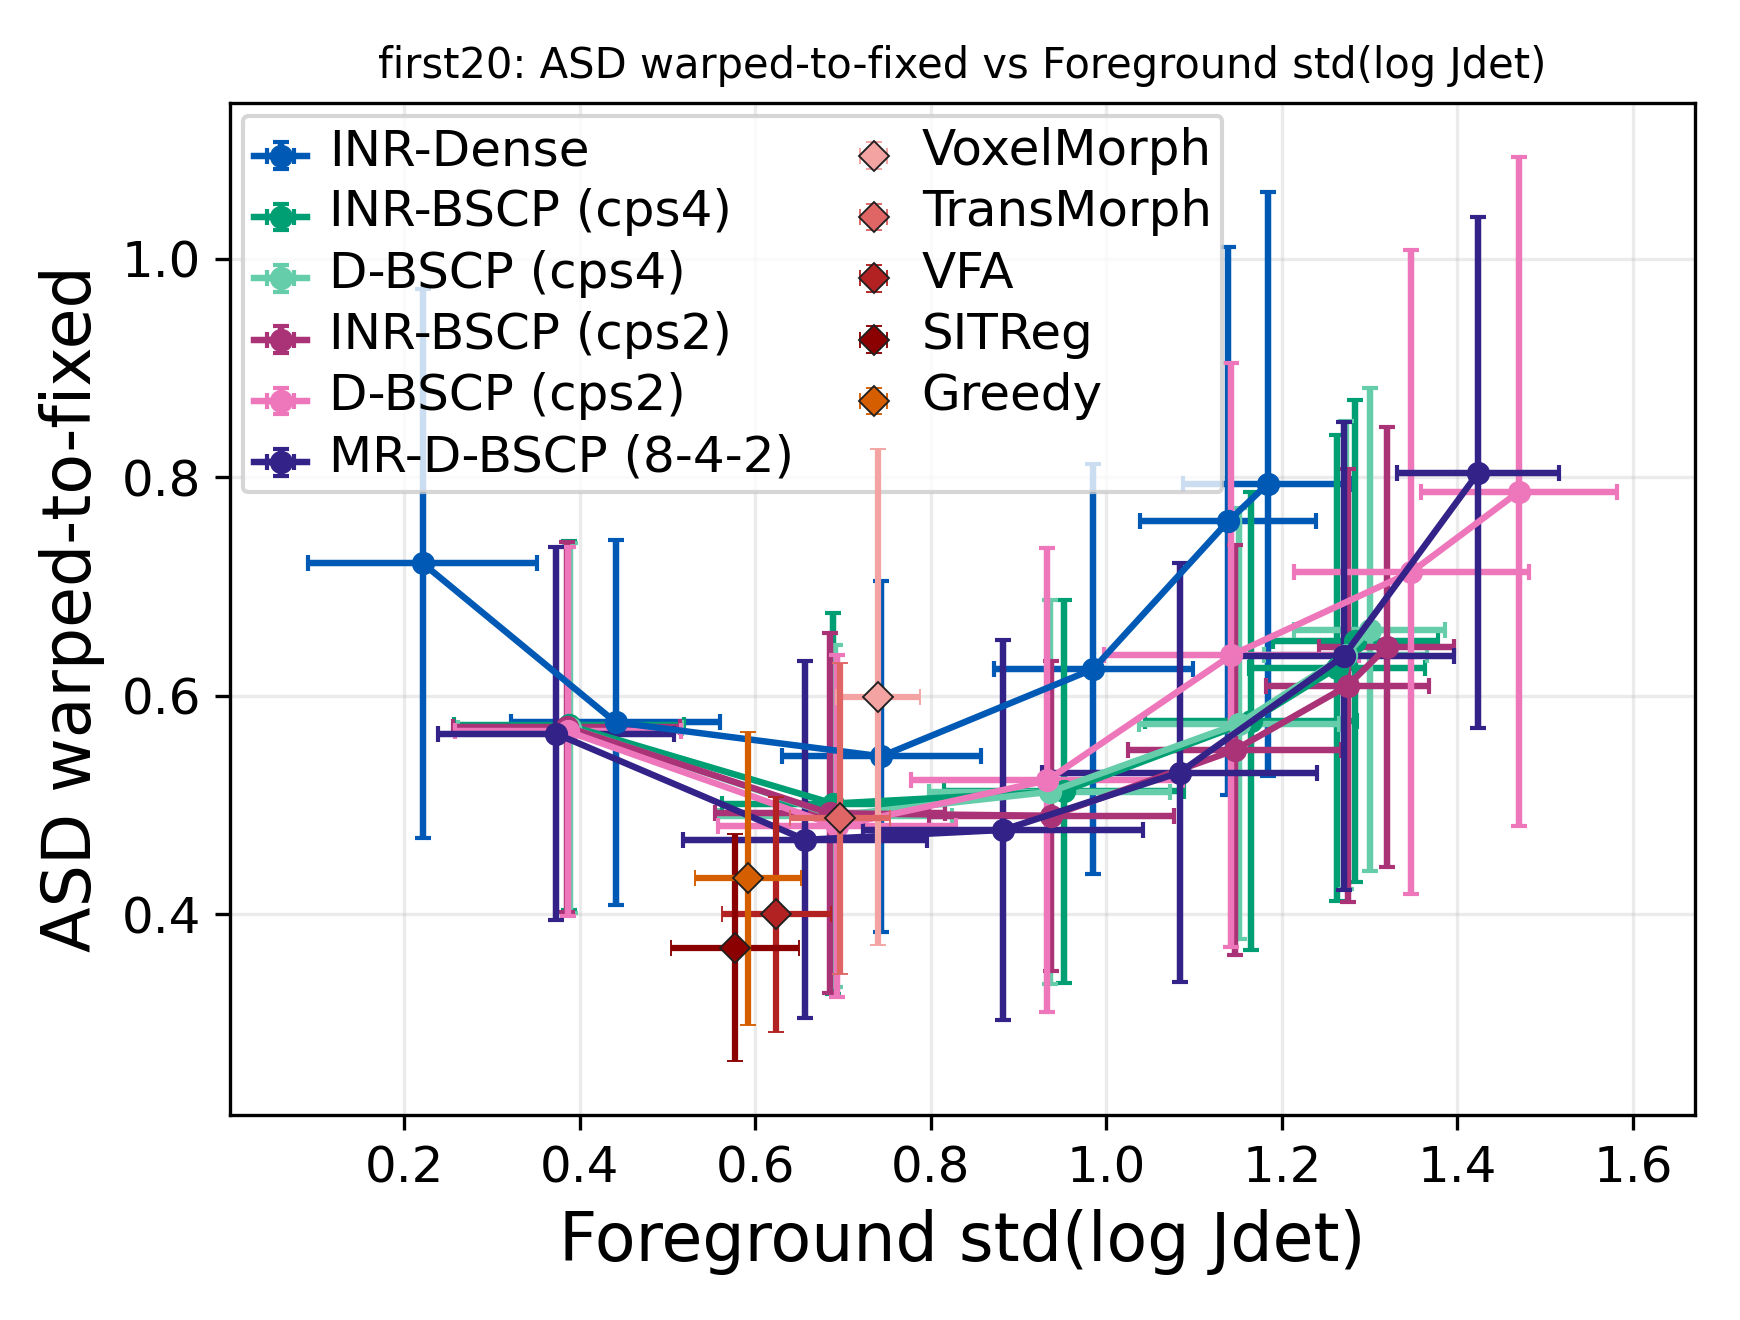 first20: ASD warped-to-fixed vs Foreground std(log Jdet)
INR-Dense
INR-BSCP (cps4)
D-BSCP (cps4)
INR-BSCP (cps2)
D-BSCP (cps2)
MR-D-BSCP (8-4-2)
VoxelMorph
TransMorph
VFA
SITReg
Greedy
ASD warped-to-fixed
1.0
0.8
0.6
0.4
0.2 0.4 0.6 0.8 1.0 1.2 1.4 1.6
Foreground std(log Jdet)